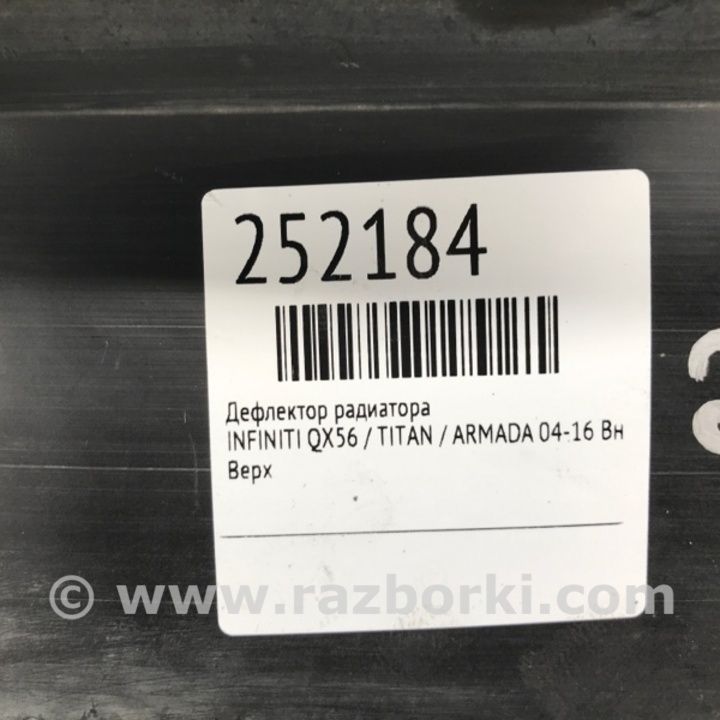 252184
Дефлектор радиатора
INFINITI QX56 / TITAN / ARMADA 04-16 Вн
Верх
© www.razborki.com